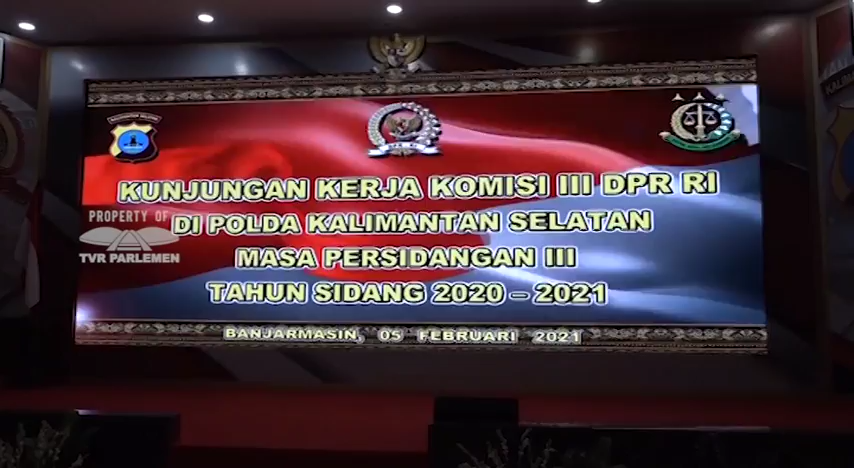 KUNJUNGAN KERJA KOMISI III DPR RI
DI POLDA KALIMANTAN SELATAN
MASA PERSIDANGAN III
TAHUN SIDANG 2020 – 2021
BANJARMASIN, 05 FEBRUARI 2021
PROPERTY OF
TVR PARLEMEN